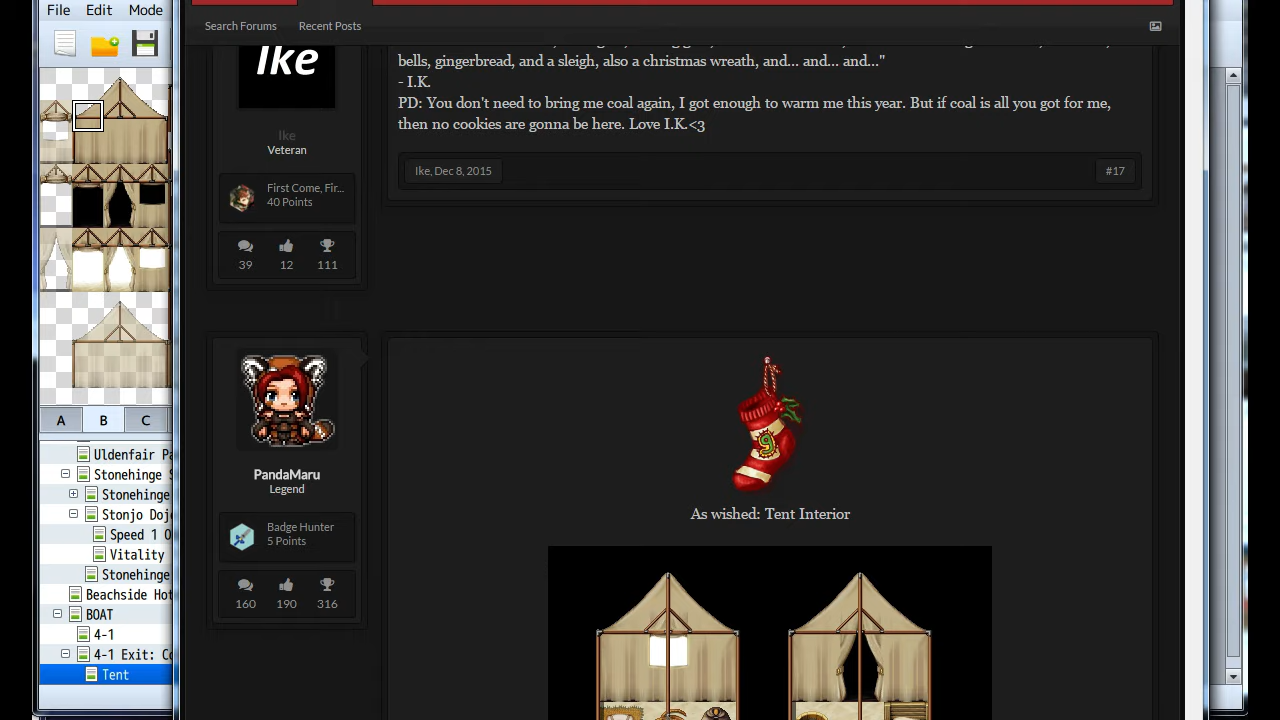 File Edit Mode
Search Forums Recent Posts
Ike
bells, gingerbread, and a sleigh, also a christmas wreath, and... and... and..."
- I.K.
PD: You don't need to bring me coal again, I got enough to warm me this year. But if coal is all you got for me,
then no cookies are gonna be here. Love I.K.<3
Ike
Veteran
Ike, Dec 8, 2015 #17
First Come, Fir...
40 Points
39 12 111
PandaMaru
Legend
Badge Hunter
5 Points
160 190 316
9
As wished: Tent Interior
A B C
Uldenfair Pa
Stonehinge S
Stonehinge
Stonjo Doj
Speed 1 O
Vitality
Stonehinge
Beachside Hot
BOAT
4-1
4-1 Exit: Co
Tent